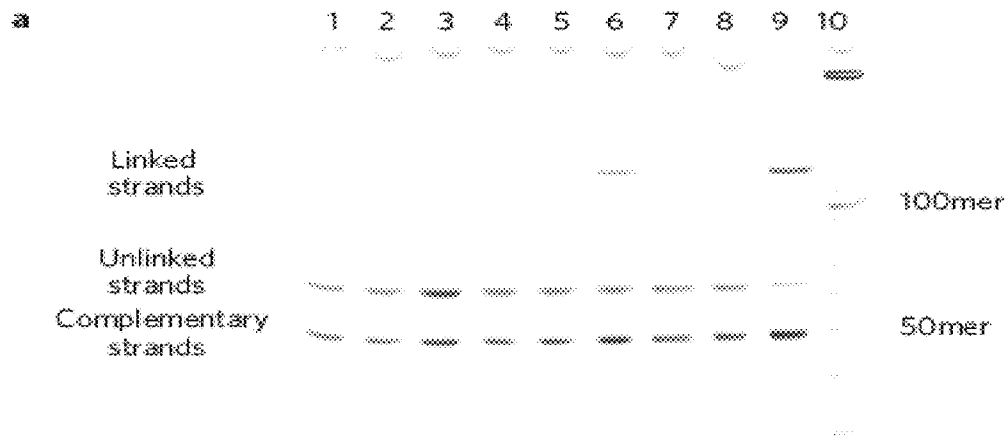 a 1 2 3 4 5 6 7 8 9 10
Linked
strands
100mer
Unlinked
strands
Complementary
strands
50mer